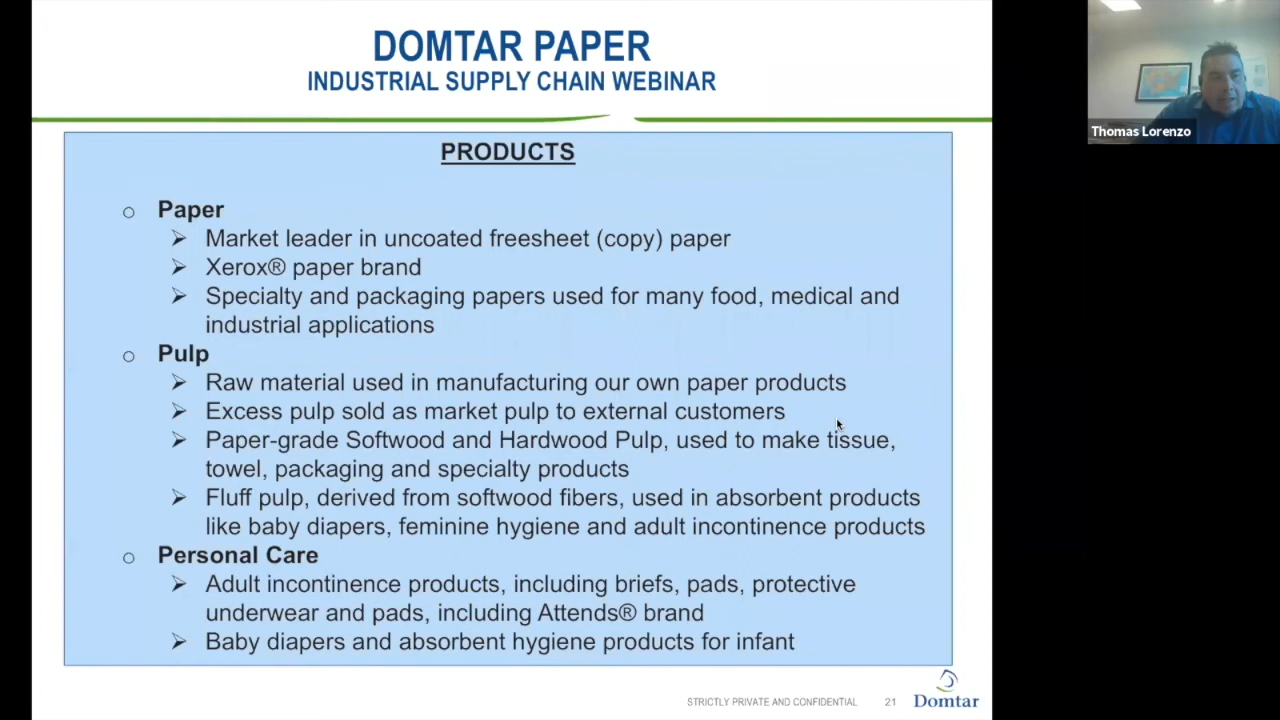 DOMTAR PAPER
INDUSTRIAL SUPPLY CHAIN WEBINAR
Thomas Lorenzo
PRODUCTS
o Paper
➢ Market leader in uncoated freesheet (copy) paper
➢ Xerox® paper brand
➢ Specialty and packaging papers used for many food, medical and
industrial applications
o Pulp
➢ Raw material used in manufacturing our own paper products
➢ Excess pulp sold as market pulp to external customers
➢ Paper-grade Softwood and Hardwood Pulp, used to make tissue,
towel, packaging and specialty products
➢ Fluff pulp, derived from softwood fibers, used in absorbent products
like baby diapers, feminine hygiene and adult incontinence products
o Personal Care
➢ Adult incontinence products, including briefs, pads, protective
underwear and pads, including Attends® brand
➢ Baby diapers and absorbent hygiene products for infant
STRICTLY PRIVATE AND CONFIDENTIAL 21 Domtar